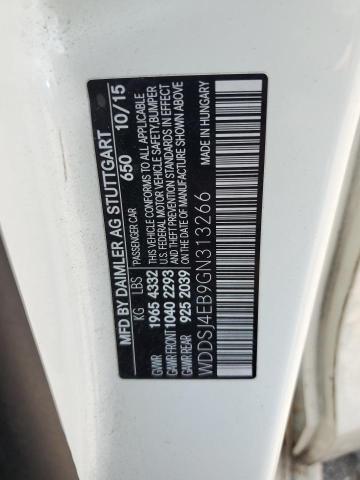 MFD BY DAIMLER AG STUTTGART
PASSENGER CAR 650 10/15
KG LBS
GAWR 1965 4332
GAWR FRONT 1040 2293
GAWR REAR 925 2039
THIS VEHICLE CONFORMS TO ALL APPLICABLE
U.S. FEDERAL MOTOR VEHICLE SAFETY, BUMPER
AND THEFT PREVENTION STANDARDS IN EFFECT ON THE
DATE OF MANUFACTURE SHOWN ABOVE
WDDSJ4EB9GN313266
MADE IN HUNGARY